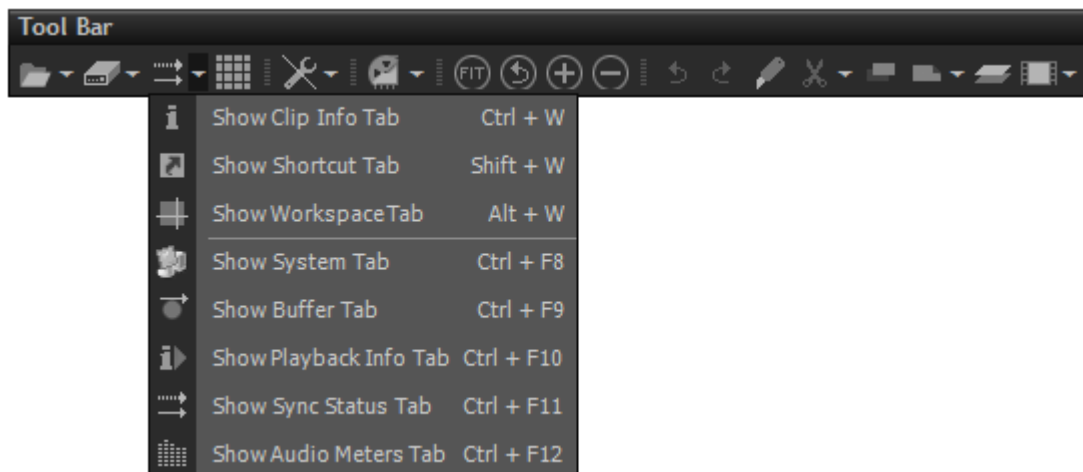 Tool Bar
FIT
Show Clip Info Tab Ctrl + W
Show Shortcut Tab Shift + W
Show Workspace Tab Alt + W
Show System Tab Ctrl + F8
Show Buffer Tab Ctrl + F9
Show Playback Info Tab Ctrl + F10
Show Sync Status Tab Ctrl + F11
Show Audio Meters Tab Ctrl + F12